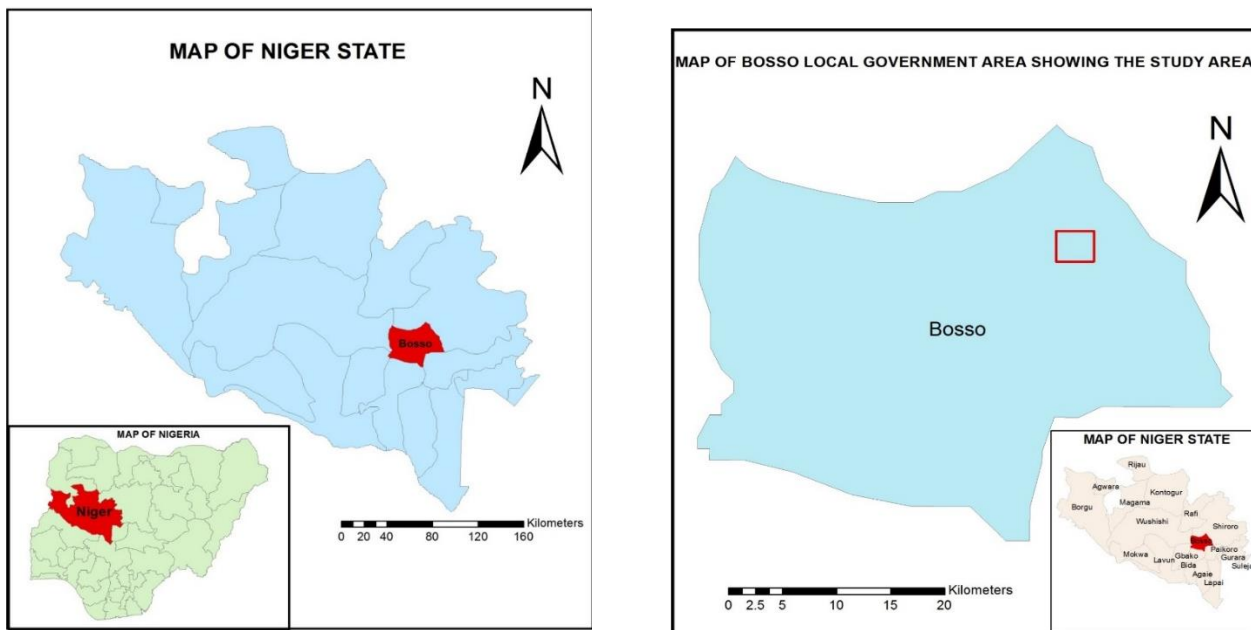 MAP OF NIGER STATE
N
Bosso
MAP OF NIGERIA
Niger
Kilometers
0 20 40 80 120 160
MAP OF BOSSO LOCAL GOVERNMENT AREA SHOWING THE STUDY AREA
N
Bosso
Kilometers
0 2.5 5 10 15 20
MAP OF NIGER STATE
Rijau
Agwara
Kontogur
Magama
Borgu
Rafi
Wushishi
Shiroro
Mokwa
Gbako
Paikoro
Lavun
Gurara
Bida
Suleja
Agaie
Lapai